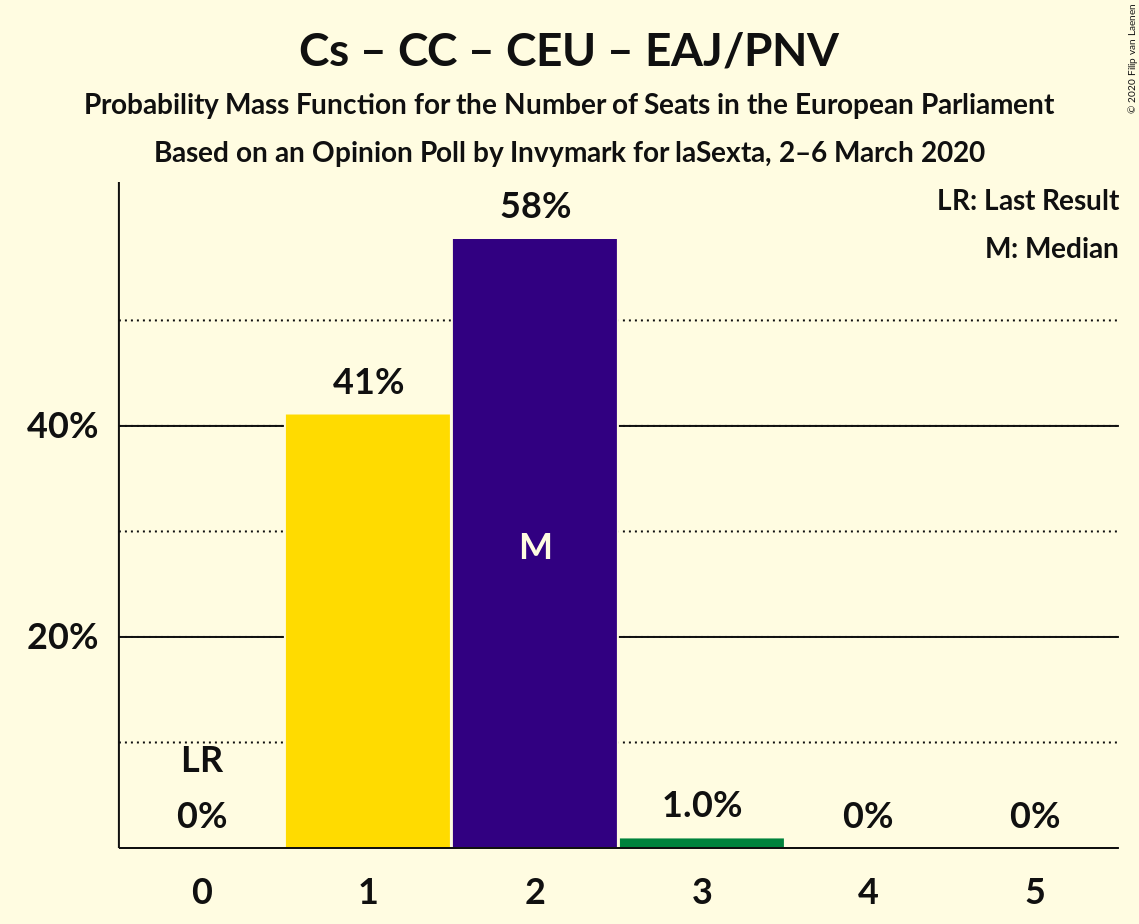 Cs – CC – CEU – EAJ/PNV
Probability Mass Function for the Number of Seats in the European Parliament
Based on an Opinion Poll by Invymark for laSexta, 2–6 March 2020
© 2020 Filip van Laenen
LR: Last Result
M: Median
58%
41%
40%
M
20%
LR
0%
1.0%
0%
0%
0 1 2 3 4 5